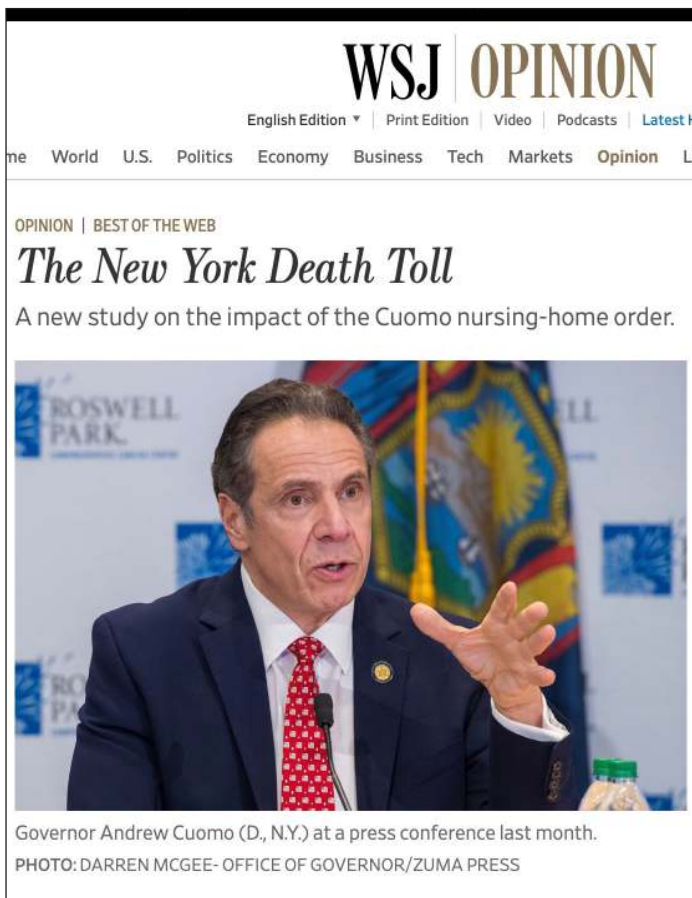 WSJ OPINION
English Edition Print Edition Video Podcasts Latest
World U.S. Politics Economy Business Tech Markets Opinion
OPINION | BEST OF THE WEB
The New York Death Toll
A new study on the impact of the Cuomo nursing-home order.
ROSWELL
PARK
Governor Andrew Cuomo (D., N.Y.) at a press conference last month.
PHOTO: DARREN MCGEE- OFFICE OF GOVERNOR/ZUMA PRESS